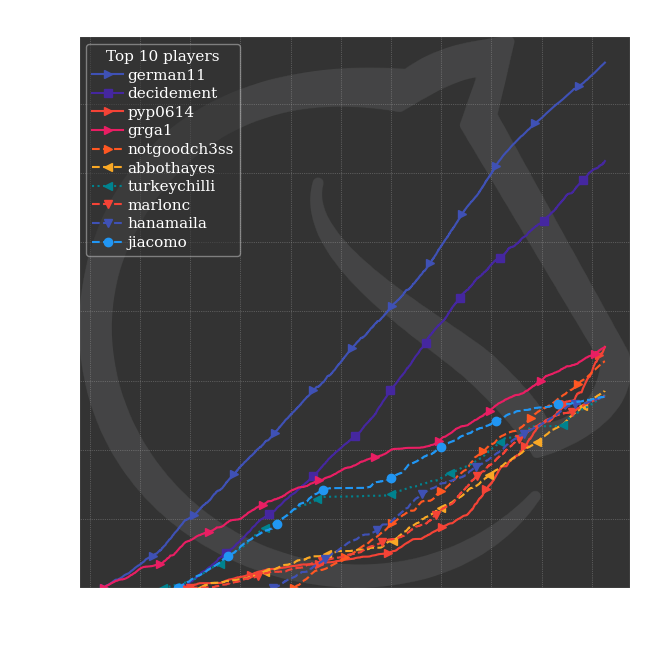 Top 10 players
german11
decidement
pyp0614
grga1
notgoodch3ss
abbothayes
turkeychilli
marlonc
hanamaila
jiacomo